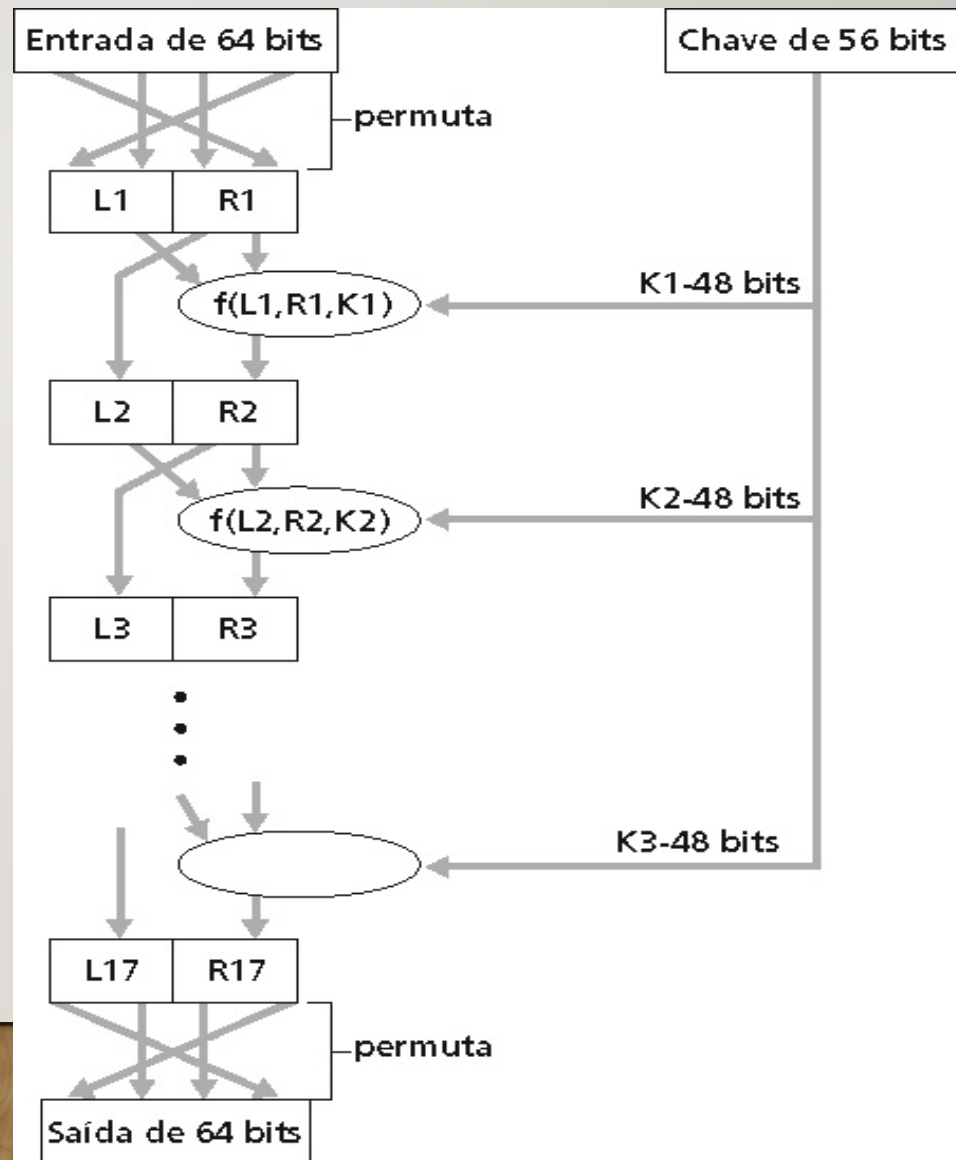 Entrada de 64 bits
Chave de 56 bits
permuta
L1 R1
K1-48 bits
f(L1,R1,K1)
L2 R2
K2-48 bits
f(L2,R2,K2)
L3 R3
K3-48 bits
L17 R17
permuta
Saída de 64 bits